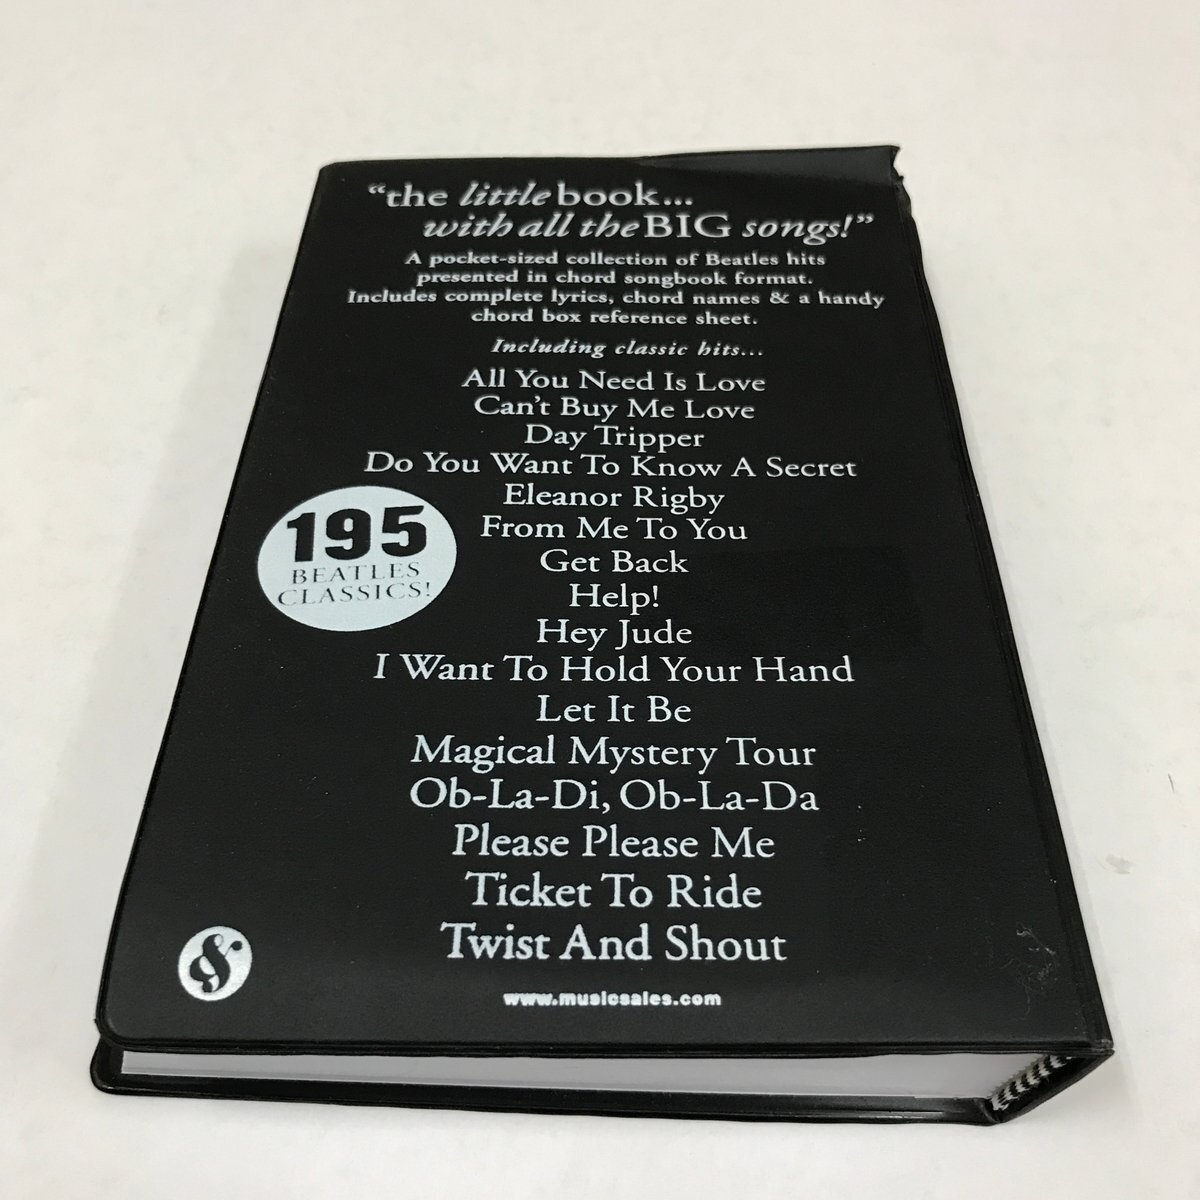 “the little book...
with all the BIG songs!”
A pocket-sized collection of Beatles hits
presented in chord songbook format.
Includes complete lyrics, chord names & a handy
chord box reference sheet.
Including classic hits...
All You Need Is Love
Can't Buy Me Love
Day Tripper
Do You Want To Know A Secret
Eleanor Rigby
From Me To You
Get Back
Help!
Hey Jude
I Want To Hold Your Hand
Let It Be
Magical Mystery Tour
Ob-La-Di, Ob-La-Da
Please Please Me
Ticket To Ride
Twist And Shout
195
BEATLES
CLASSICS!
www.musicsales.com